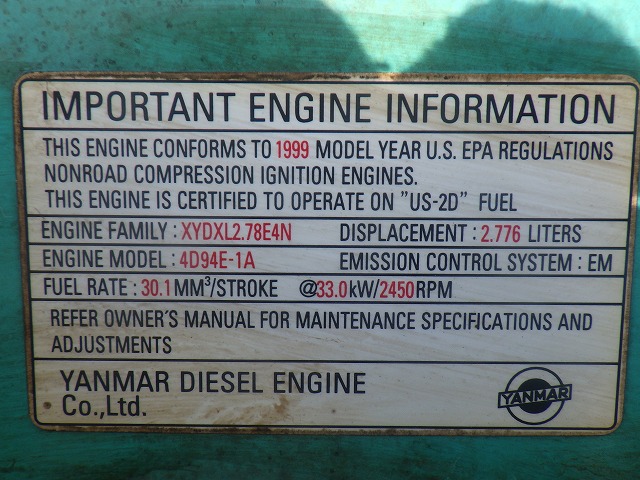 IMPORTANT ENGINE INFORMATION
THIS ENGINE CONFORMS TO 1999 MODEL YEAR U.S. EPA REGULATIONS
NONROAD COMPRESSION IGNITION ENGINES.
THIS ENGINE IS CERTIFIED TO OPERATE ON "US-2D" FUEL
ENGINE FAMILY : XYDXL2.78E4N DISPLACEMENT : 2.776 LITERS
ENGINE MODEL : 4D94E-1A EMISSION CONTROL SYSTEM : EM
FUEL RATE : 30.1 MM³/STROKE @33.0kW/2450RPM
REFER OWNER'S MANUAL FOR MAINTENANCE SPECIFICATIONS AND
ADJUSTMENTS
YANMAR DIESEL ENGINE
Co.,Ltd.
YANMAR